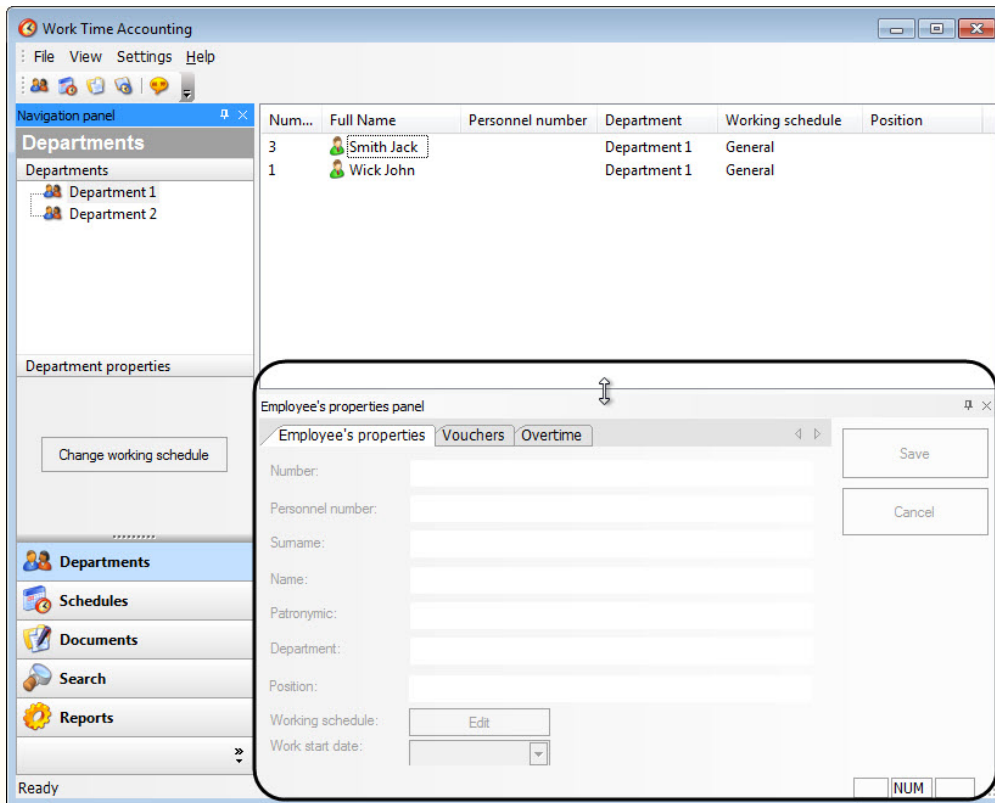 Work Time Accounting
File View Settings Help
Navigation panel
Departments
Departments
Department 1
Department 2
Department properties
Change working schedule
Departments
Schedules
Documents
Search
Reports
Num... Full Name Personnel number Department Working schedule Position
3 Smith Jack Department 1 General
1 Wick John Department 1 General
Employee's properties panel
Employee's properties Vouchers Overtime
Number:
Personnel number:
Surname:
Name:
Patronymic:
Department:
Position:
Working schedule: Edit
Work start date:
Save
Cancel
Ready NUM